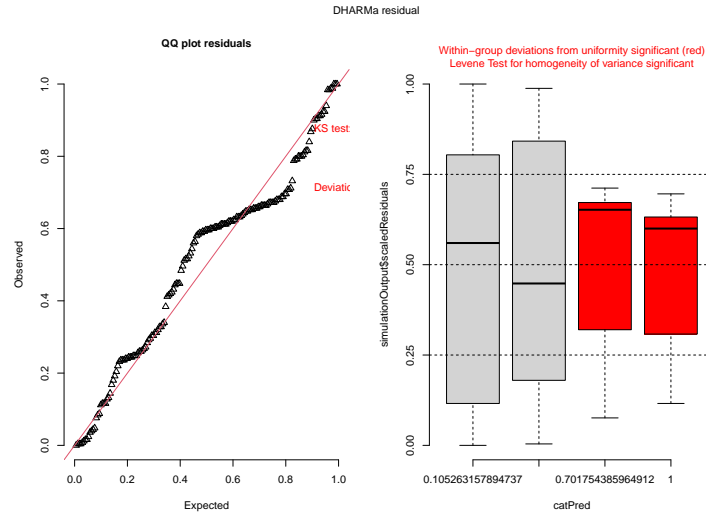 DHARMa residual
QQ plot residuals
KS test
Deviatio
Observed
0.0
0.2
0.4
0.6
0.8
1.0
0.0 0.2 0.4 0.6 0.8 1.0
Expected
Within−group deviations from uniformity significant (red)
Levene Test for homogeneity of variance significant
simulationOutput$scaledResiduals
0.00
0.25
0.50
0.75
1.00
0.105263157894737 0.701754385964912 1
catPred